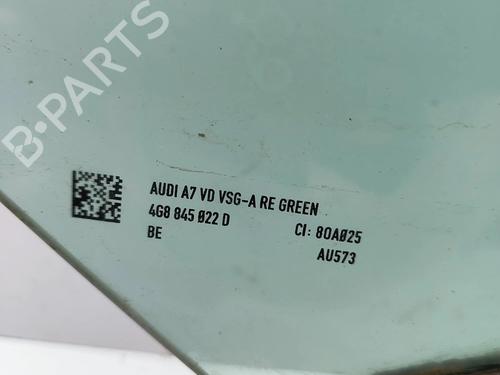 B-PARTS
AUDI A7 VD VSG-A RE GREEN
4G8 845 022 D CI: 80A025
BE AU573